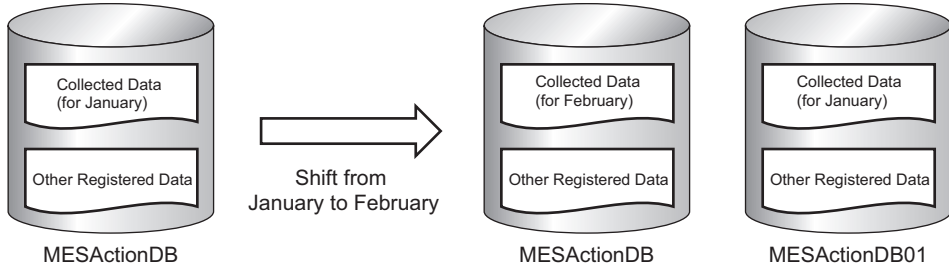 Collected Data
(for January)
Other Registered Data
MESActionDB
Shift from
January to February
Collected Data
(for February)
Other Registered Data
MESActionDB
Collected Data
(for January)
Other Registered Data
MESActionDB01